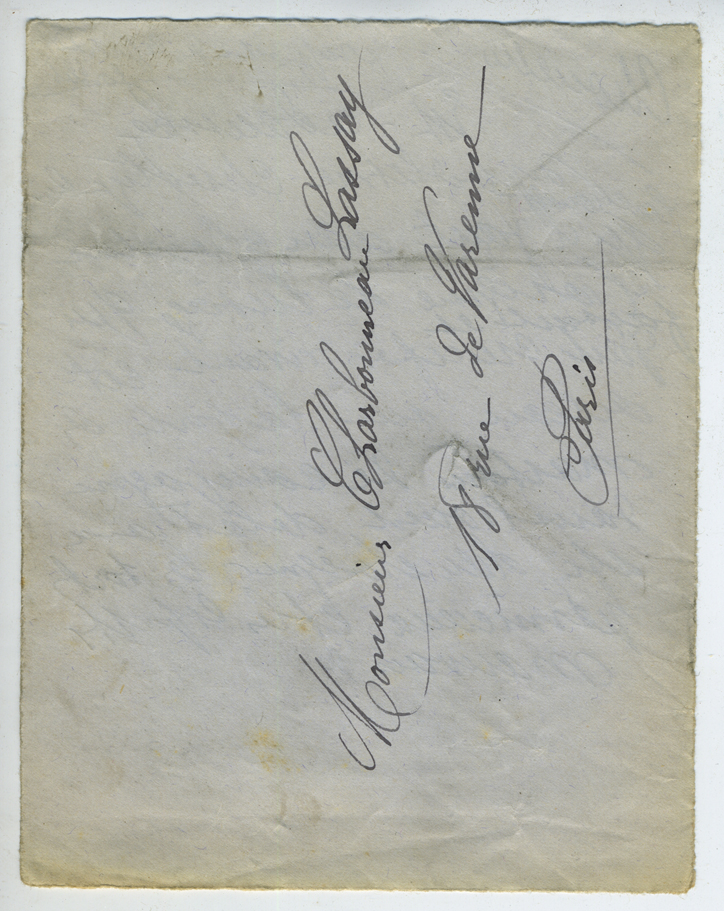 Monsieur Charbonneau Lassay
rue de Varenne
Paris